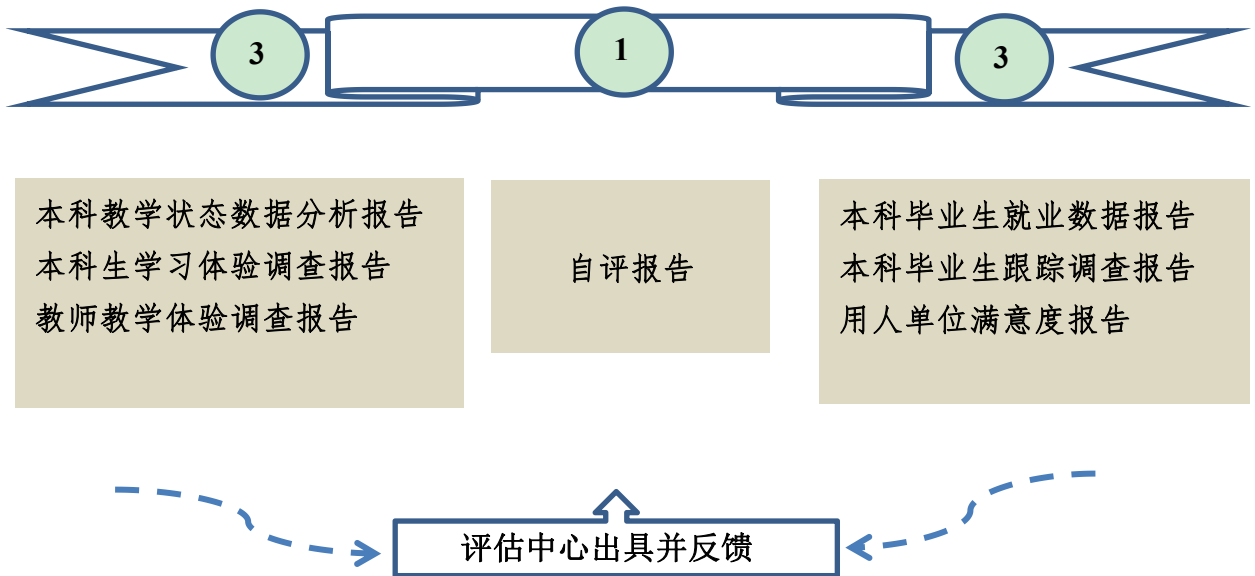 3
1
3
本科教学状态数据分析报告
本科生学习体验调查报告
教师教学体验调查报告
自评报告
本科毕业生就业数据报告
本科毕业生跟踪调查报告
用人单位满意度报告
评估中心出具并反馈